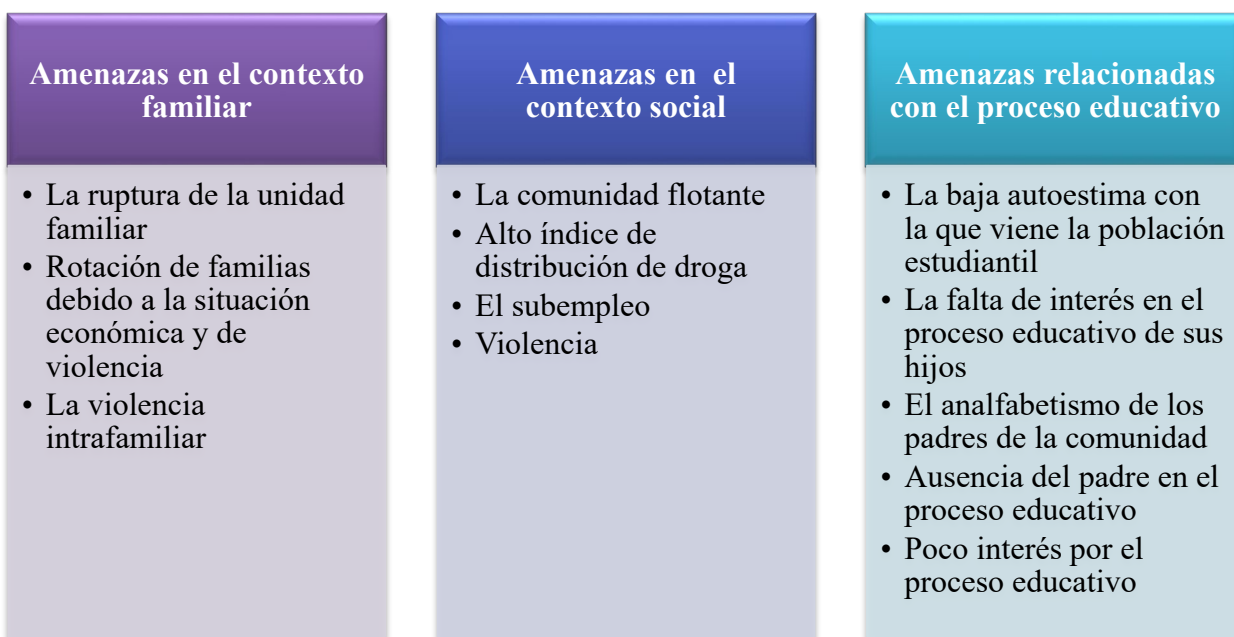 Amenazas en el contexto
familiar
• La ruptura de la unidad
familiar
• Rotación de familias
debido a la situación
económica y de
violencia
• La violencia
intrafamiliar
Amenazas en el
contexto social
• La comunidad flotante
• Alto índice de
distribución de droga
• El subempleo
• Violencia
Amenazas relacionadas
con el proceso educativo
• La baja autoestima con
la que viene la población
estudiantil
• La falta de interés en el
proceso educativo de sus
hijos
• El analfabetismo de los
padres de la comunidad
• Ausencia del padre en el
proceso educativo
• Poco interés por el
proceso educativo